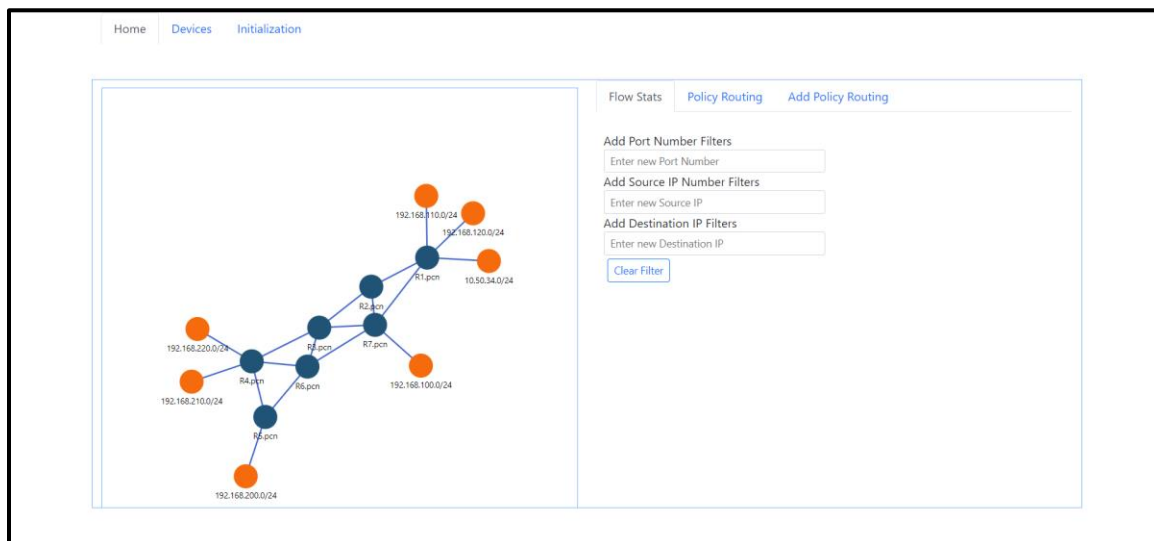 Home Devices Initialization
Flow Stats Policy Routing Add Policy Routing
Add Port Number Filters
Enter new Port Number
Add Source IP Number Filters
Enter new Source IP
Add Destination IP Filters
Enter new Destination IP
Clear Filter
192.168.110.0/24
192.168.120.0/24
R1.pcn
10.50.34.0/24
R2.pcn
R3.pcn
R7.pcn
192.168.220.0/24
R4.pcn
R6.pcn
192.168.100.0/24
192.168.210.0/24
R5.pcn
192.168.200.0/24